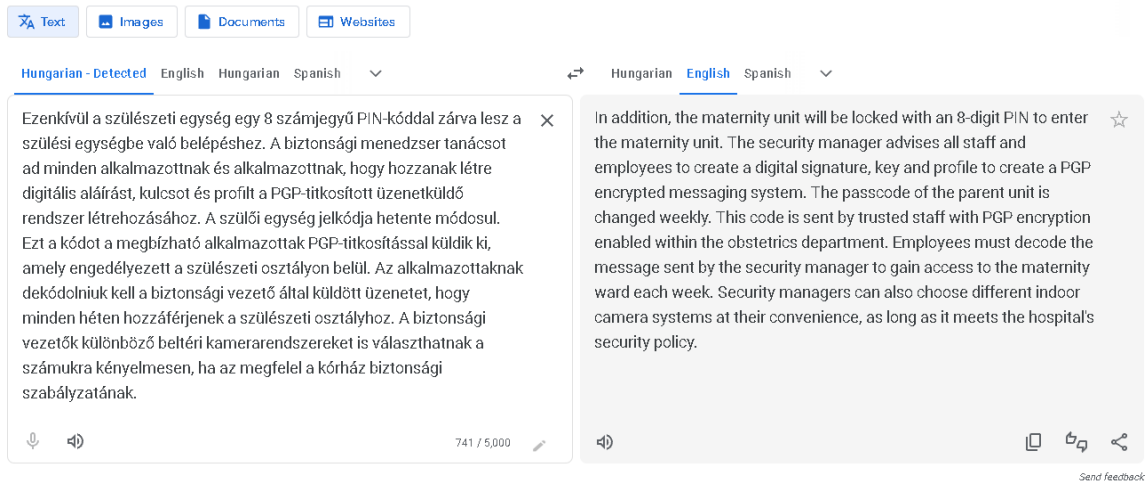 Text Images Documents Websites
Hungarian - Detected English Hungarian Spanish
Hungarian English Spanish
Ezenkívül a szülészeti egység egy 8 számjegyű PIN-kóddal zárva lesz a
szülési egységbe való belépéshez. A biztonsági menedzser tanácsot
ad minden alkalmazottnak és alkalmazottnak, hogy hozzanak létre
digitális aláírást, kulcsot és profilt a PGP-titkosított üzenetküldő
rendszer létrehozásához. A szülői egység jelkódja hetente módosul.
Ezt a kódot a megbízható alkalmazottak PGP-titkosítással küldik ki,
amely engedélyezett a szülészeti osztályon belül. Az alkalmazottaknak
dekódolniuk kell a biztonsági vezető által küldött üzenetet, hogy
minden héten hozzáférjenek a szülészeti osztályhoz. A biztonsági
vezetők különböző beltéri kamerarendszereket is választhatnak a
számukra kényelmesen, ha az megfelel a kórház biztonsági
szabályzatának.
741 / 5,000
In addition, the maternity unit will be locked with an 8-digit PIN to enter
the maternity unit. The security manager advises all staff and
employees to create a digital signature, key and profile to create a PGP
encrypted messaging system. The passcode of the parent unit is
changed weekly. This code is sent by trusted staff with PGP encryption
enabled within the obstetrics department. Employees must decode the
message sent by the security manager to gain access to the maternity
ward each week. Security managers can also choose different indoor
camera systems at their convenience, as long as it meets the hospital's
security policy.
Send feedback